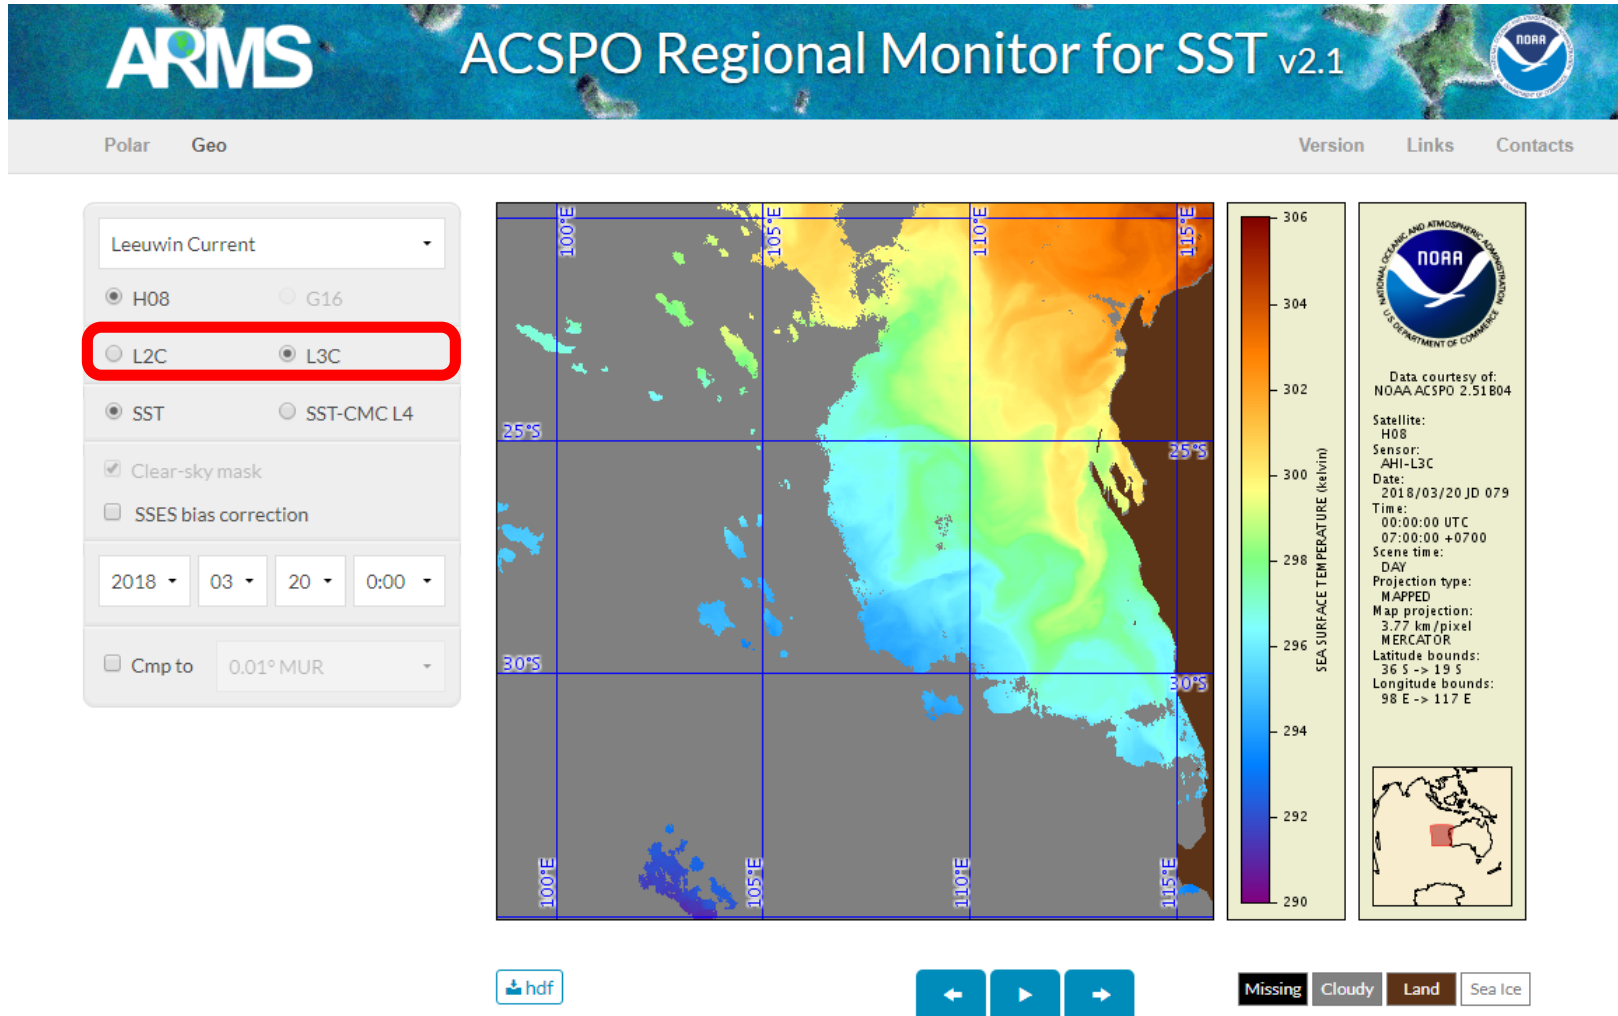 ARMS
ACSPO Regional Monitor for SST v2.1
NOAA
Polar Geo Version Links Contacts
Leeuwin Current
H08 G16
L2C L3C
SST SST-CMC L4
Clear-sky mask
SSES bias correction
2018 03 20 0:00
Cmp to 0.01° MUR
100°E 105°E 110°E 115°E
25°S 25°S
30°S 30°S
100°E 105°E 110°E 115°E
306
304
302
300
298
296
294
292
290
SEA SURFACE TEMPERATURE (kelvin)
NATIONAL OCEANIC AND ATMOSPHERIC ADMINISTRATION
NOAA
U.S. DEPARTMENT OF COMMERCE
Data courtesy of:
NOAA ACSPO 2.51B04
Satellite:
H08
Sensor:
AHI-L3C
Date:
2018/03/20 JD 079
Time:
00:00:00 UTC
07:00:00 +0700
Scene time:
DAY
Projection type:
MAPPED
Map projection:
3.77 km/pixel
MERCATOR
Latitude bounds:
36 S -> 19 S
Longitude bounds:
98 E -> 117 E
hdf
Missing Cloudy Land Sea Ice